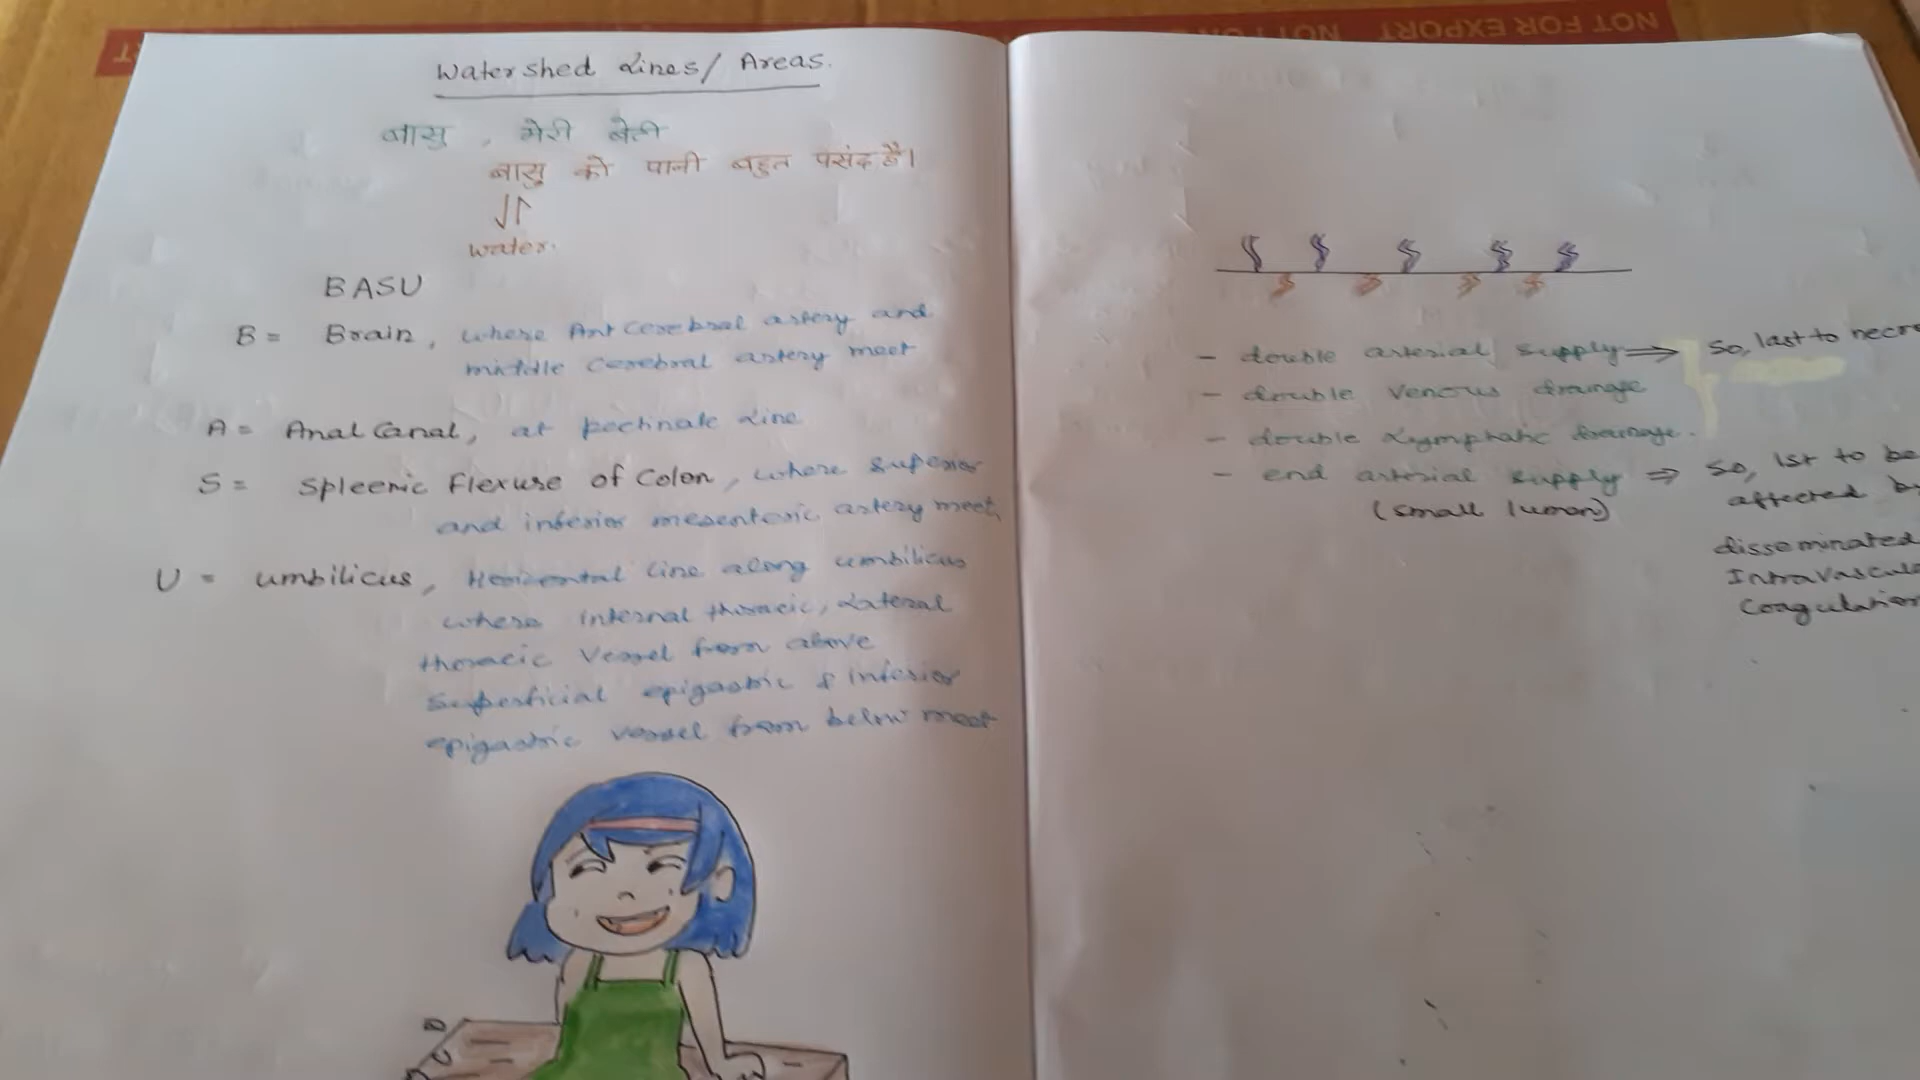 NOT FOR EXPORT
Watershed Lines/ Areas.
बासु , मेरी बेटी
बासु को पानी बहुत पसंद है।
water.
BASU
B = Brain, where Ant Cerebral artery and
middle Cerebral artery meet
A = Anal Canal, at pectinate Line
S = Spleenic Flexure of Colon, where superior
and inferior mesenteric artery meet,
U = umbilicus, Horizontal line along umbilicus
where internal thoracic, Lateral
thoracic Vessel from above
Superficial epigastric & inferior
epigastric vessel from below meet
- double arterial supply ⇒ So, last to necro
- double Venous drainage
- double Lymphatic drainage.
- end arterial supply ⇒ So, 1st to be
(small lumen) affected by
disseminated
Intravascul
Coagulation